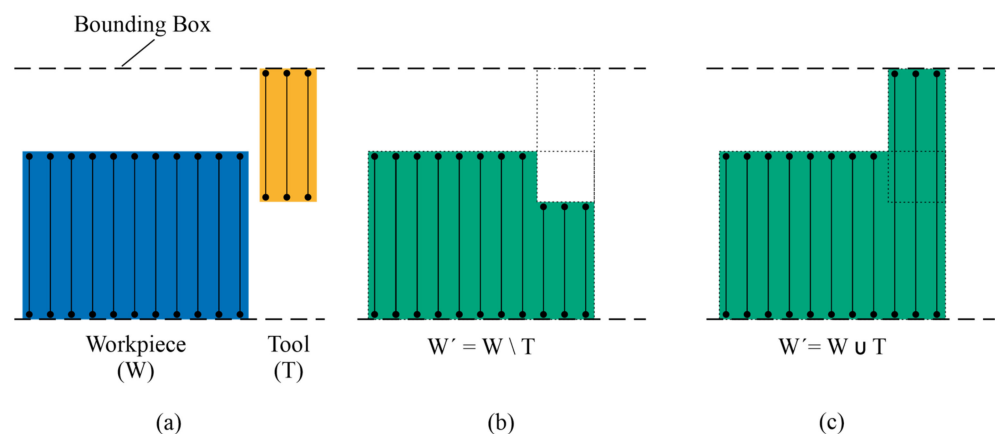 Bounding Box
Workpiece
(W)
Tool
(T)
W´ = W \ T
W´= W ∪ T
(a)
(b)
(c)